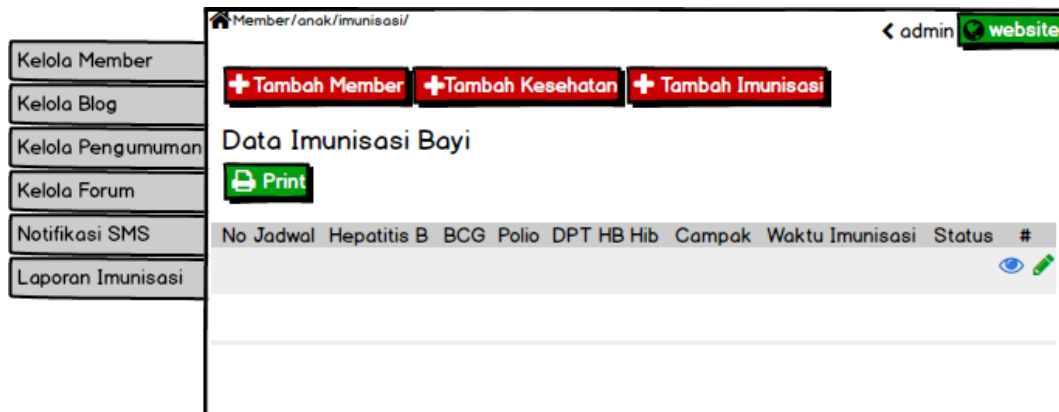 Member/anak/imunisasi/
admin website
Kelola Member
Kelola Blog
Kelola Pengumuman
Kelola Forum
Notifikasi SMS
Laporan Imunisasi
+ Tambah Member +Tambah Kesehatan + Tambah Imunisasi
Data Imunisasi Bayi
Print
No Jadwal Hepatitis B BCG Polio DPT HB Hib Campak Waktu Imunisasi Status #